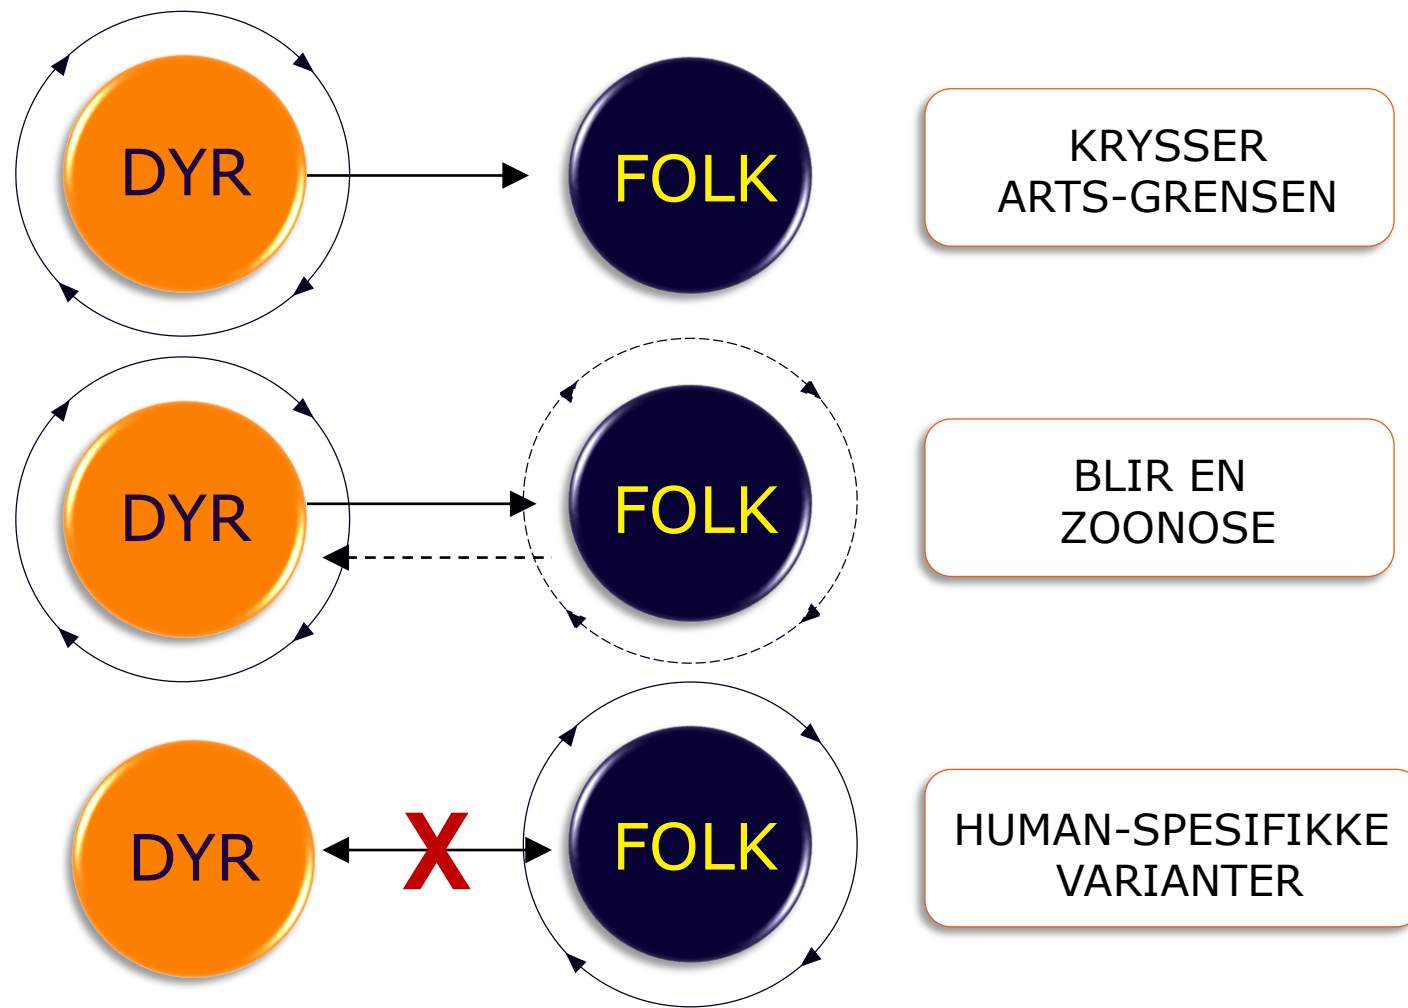 DYR
FOLK
KRYSSER
ARTS-GRENSEN
DYR
FOLK
BLIR EN
ZOONOSE
DYR
X
FOLK
HUMAN-SPESIFIKKE
VARIANTER